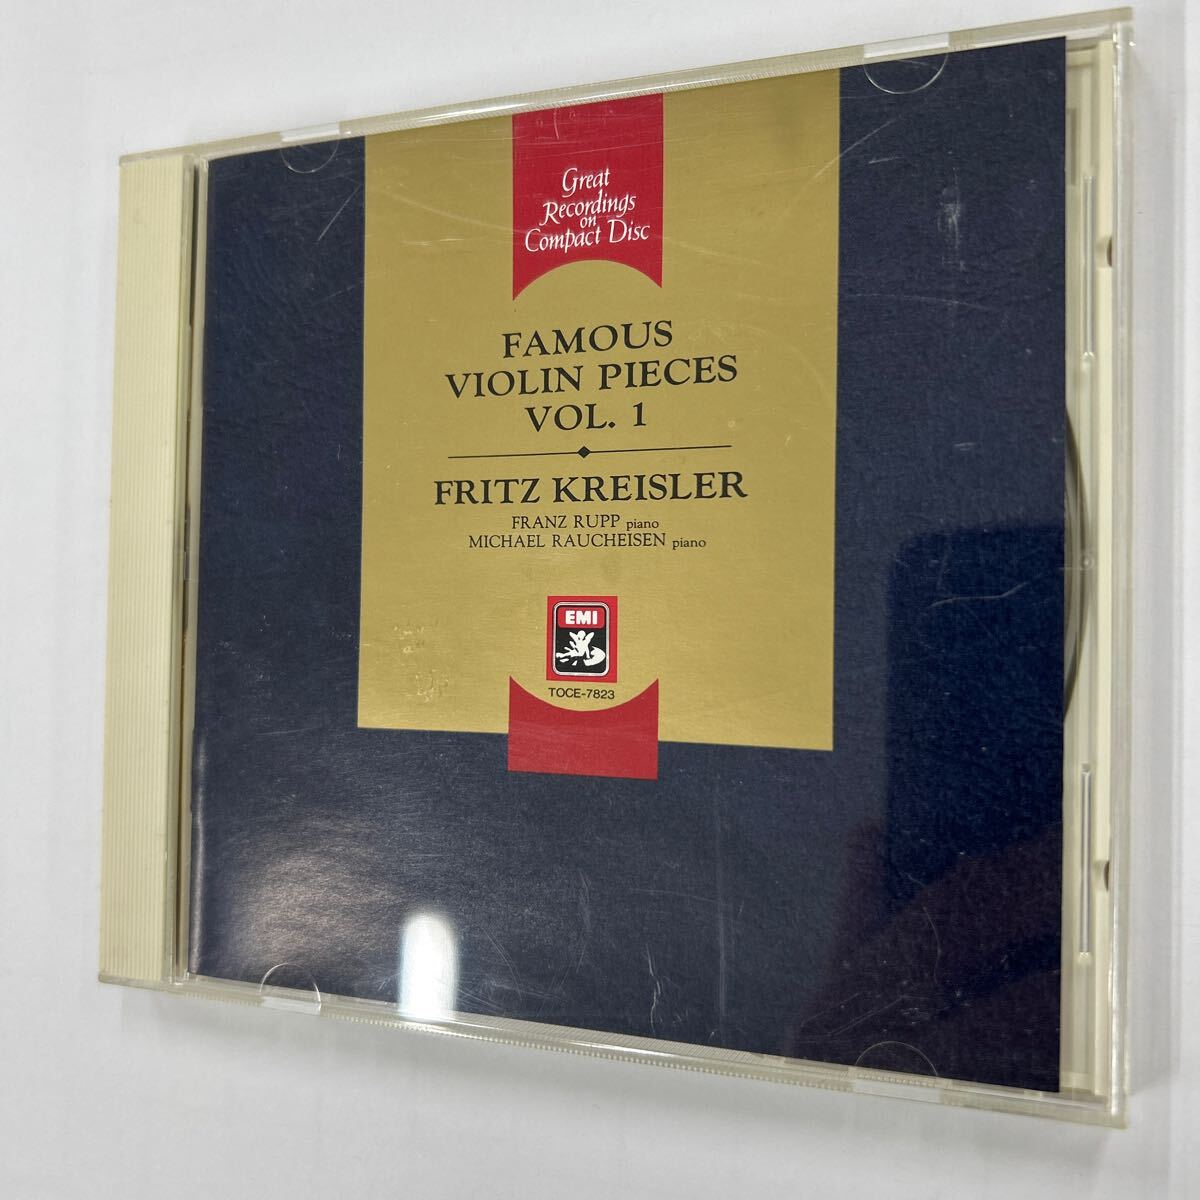 Great
Recordings
on
Compact Disc
FAMOUS
VIOLIN PIECES
VOL. 1
FRITZ KREISLER
FRANZ RUPP piano
MICHAEL RAUCHEISEN piano
EMI
TOCE-7823